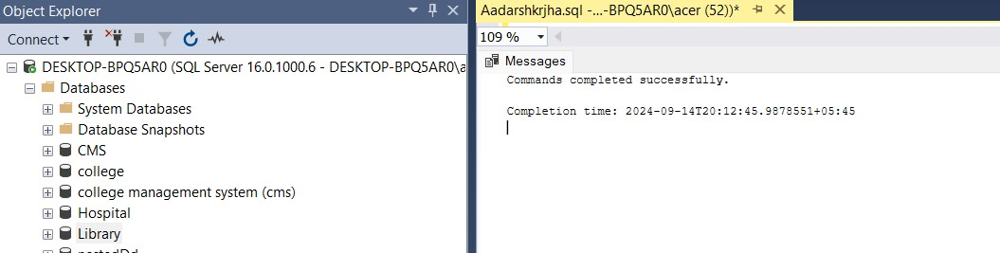 Object Explorer
Connect
DESKTOP-BPQ5AR0 (SQL Server 16.0.1000.6 - DESKTOP-BPQ5AR0\a
Databases
System Databases
Database Snapshots
CMS
college
college management system (cms)
Hospital
Library
Aadarshkrjha.sql -...-BPQ5AR0\acer (52))*
109 %
Messages
Commands completed successfully.
Completion time: 2024-09-14T20:12:45.9878551+05:45